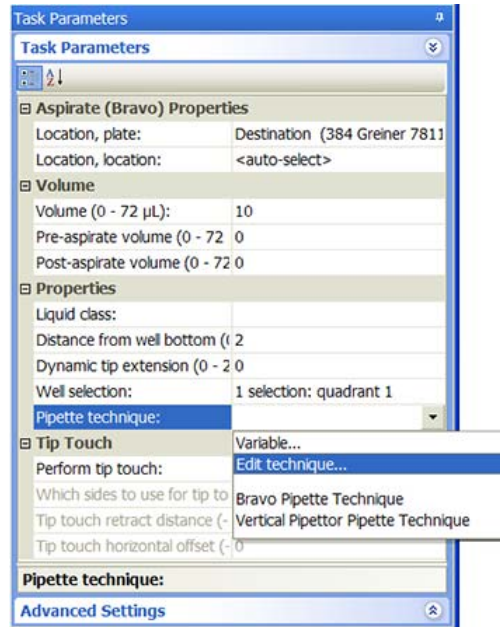 Task Parameters
Task Parameters
Aspirate (Bravo) Properties
Location, plate: Destination (384 Greiner 7811
Location, location: <auto-select>
Volume
Volume (0 - 72 µL): 10
Pre-aspirate volume (0 - 72 0
Post-aspirate volume (0 - 72 0
Properties
Liquid class:
Distance from well bottom (( 2
Dynamic tip extension (0 - 2 0
Well selection: 1 selection: quadrant 1
Pipette technique:
Tip Touch Variable...
Perform tip touch: Edit technique...
Which sides to use for tip to Bravo Pipette Technique
Tip touch retract distance (- Vertical Pipettor Pipette Technique
Tip touch horizontal offset (- 0
Pipette technique:
Advanced Settings